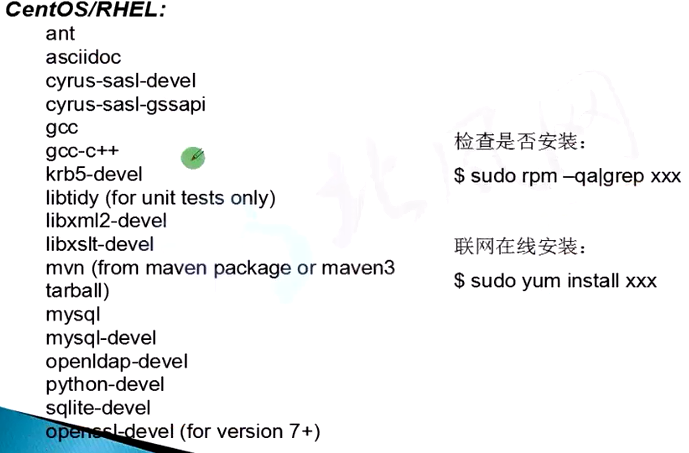 CentOS/RHEL:
ant
asciidoc
cyrus-sasl-devel
cyrus-sasl-gssapi
gcc
gcc-c++
krb5-devel
libtidy (for unit tests only)
libxml2-devel
libxslt-devel
mvn (from maven package or maven3
tarball)
mysql
mysql-devel
openldap-devel
python-devel
sqlite-devel
openssl-devel (for version 7+)
检查是否安装：
$ sudo rpm –qa|grep xxx
联网在线安装：
$ sudo yum install xxx